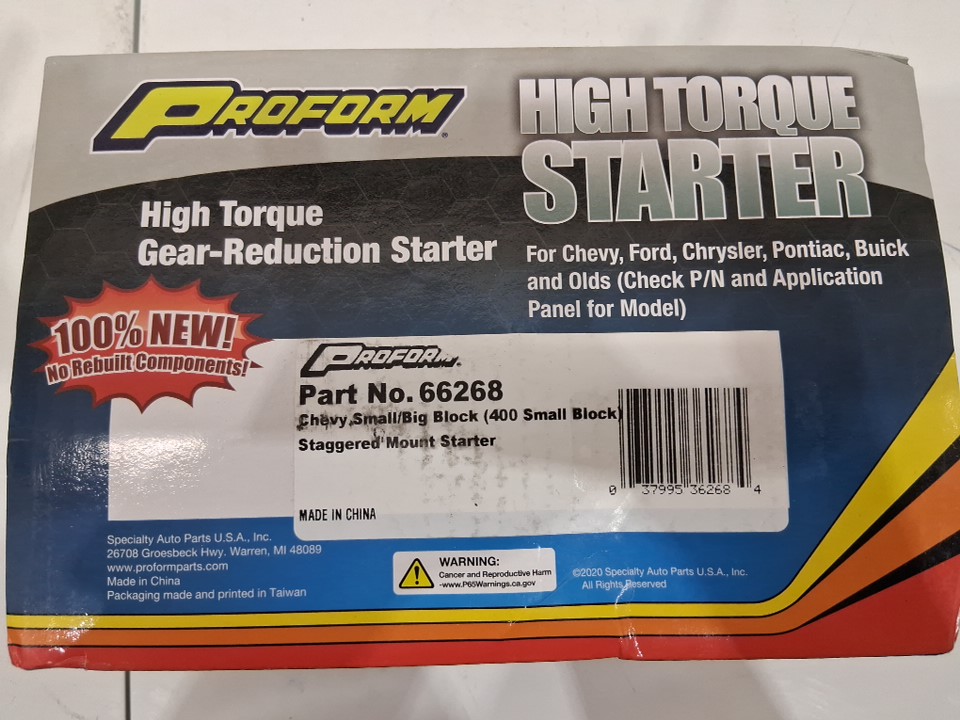 PROFORM®
HIGH TORQUE
STARTER
High Torque
Gear-Reduction Starter
For Chevy, Ford, Chrysler, Pontiac, Buick
and Olds (Check P/N and Application
Panel for Model)
100% NEW!
No Rebuilt Components!
PROFORM®
Part No. 66268
Chevy Small/Big Block (400 Small Block)
Staggered Mount Starter
0 37995 36268 4
MADE IN CHINA
Specialty Auto Parts U.S.A., Inc.
26708 Groesbeck Hwy. Warren, MI 48089
www.proformparts.com
Made in China
Packaging made and printed in Taiwan
WARNING:
Cancer and Reproductive Harm
-www.P65Warnings.ca.gov
©2020 Specialty Auto Parts U.S.A., Inc.
All Rights Reserved